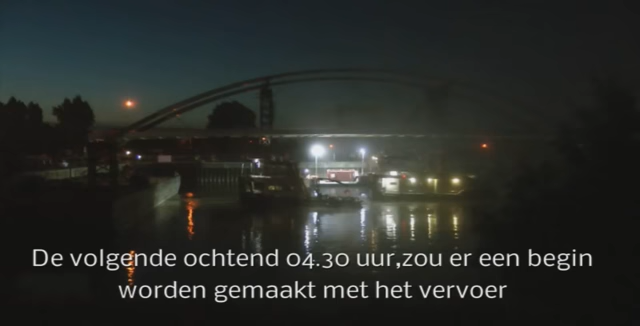 De volgende ochtend 04.30 uur,zou er een begin
worden gemaakt met het vervoer